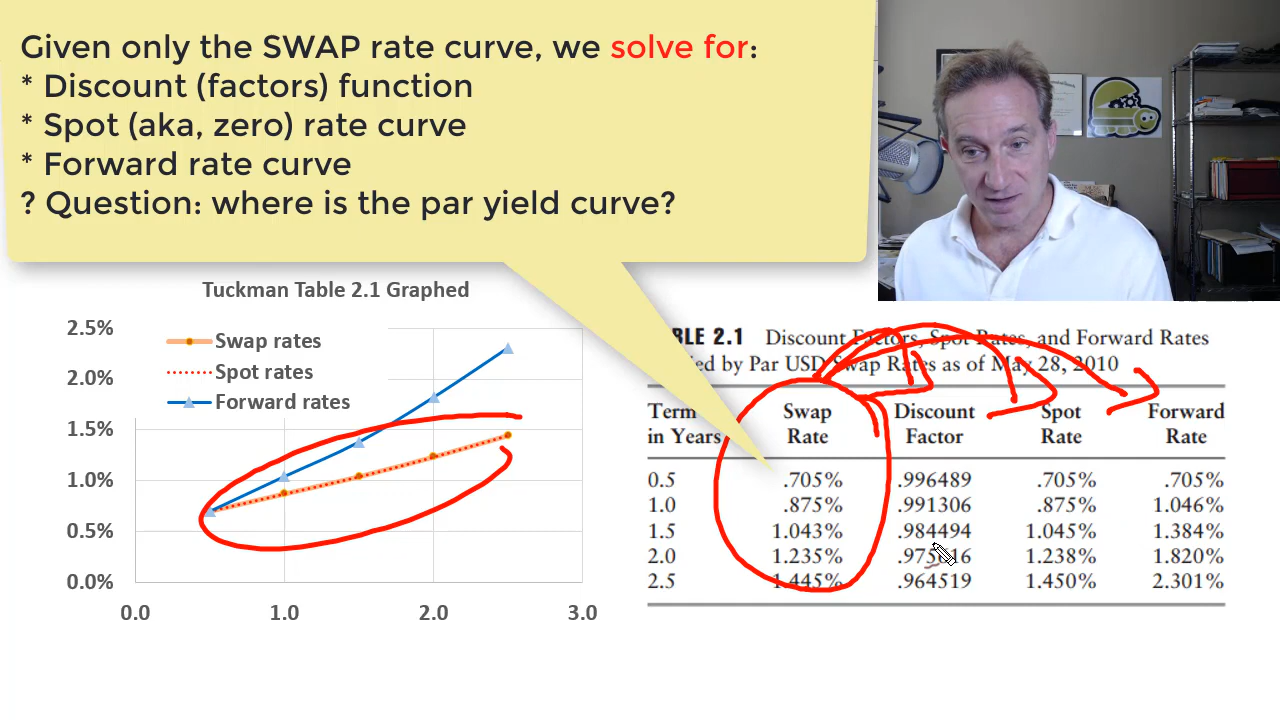 Given only the SWAP rate curve, we solve for:
* Discount (factors) function
* Spot (aka, zero) rate curve
* Forward rate curve
? Question: where is the par yield curve?
Tuckman Table 2.1 Graphed
2.5%
2.0%
1.5%
1.0%
0.5%
0.0%
0.0 1.0 2.0 3.0
Swap rates
Spot rates
Forward rates
BLE 2.1 Discount Factors, Spot Rates, and Forward Rates
ied by Par USD Swap Rates as of May 28, 2010
Term in Years Swap Rate Discount Factor Spot Rate Forward Rate
0.5 .705% .996489 .705% .705%
1.0 .875% .991306 .875% 1.046%
1.5 1.043% .984494 1.045% 1.384%
2.0 1.235% 1.238% 1.820%
2.5 1.445% .964519 1.450% 2.301%